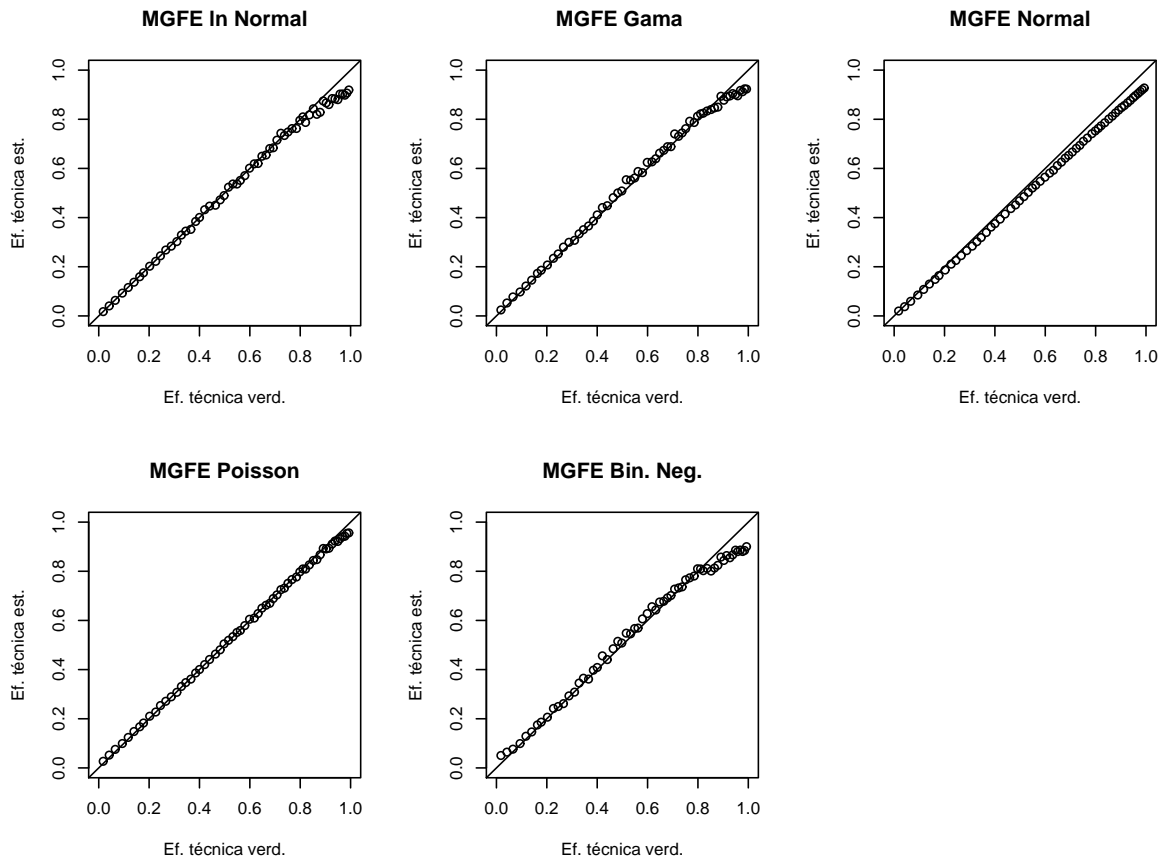 MGFE In Normal
1.0
0.8
0.6
0.4
0.2
0.0
Ef. técnica est.
0.0 0.2 0.4 0.6 0.8 1.0
Ef. técnica verd.
MGFE Gama
1.0
0.8
0.6
0.4
0.2
0.0
Ef. técnica est.
0.0 0.2 0.4 0.6 0.8 1.0
Ef. técnica verd.
MGFE Normal
1.0
0.8
0.6
0.4
0.2
0.0
Ef. técnica est.
0.0 0.2 0.4 0.6 0.8 1.0
Ef. técnica verd.
MGFE Poisson
1.0
0.8
0.6
0.4
0.2
0.0
Ef. técnica est.
0.0 0.2 0.4 0.6 0.8 1.0
Ef. técnica verd.
MGFE Bin. Neg.
1.0
0.8
0.6
0.4
0.2
0.0
Ef. técnica est.
0.0 0.2 0.4 0.6 0.8 1.0
Ef. técnica verd.